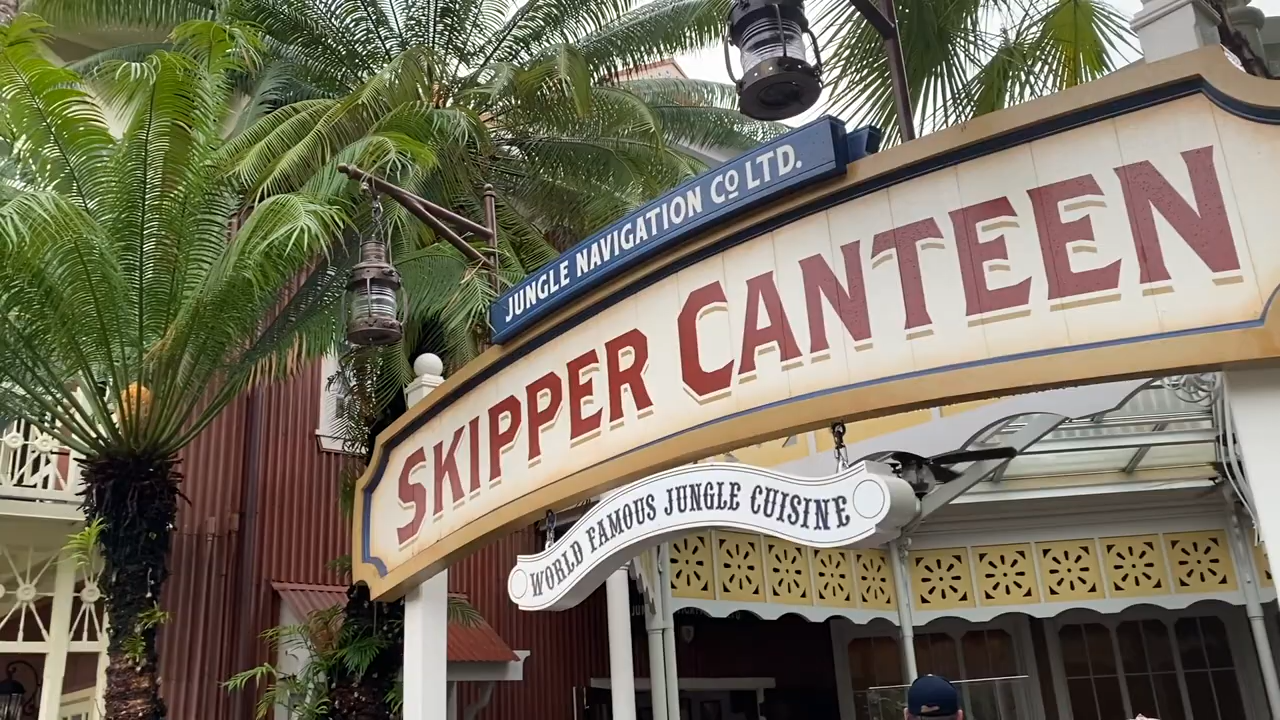 JUNGLE NAVIGATION CO LTD.
SKIPPER CANTEEN
WORLD FAMOUS JUNGLE CUISINE